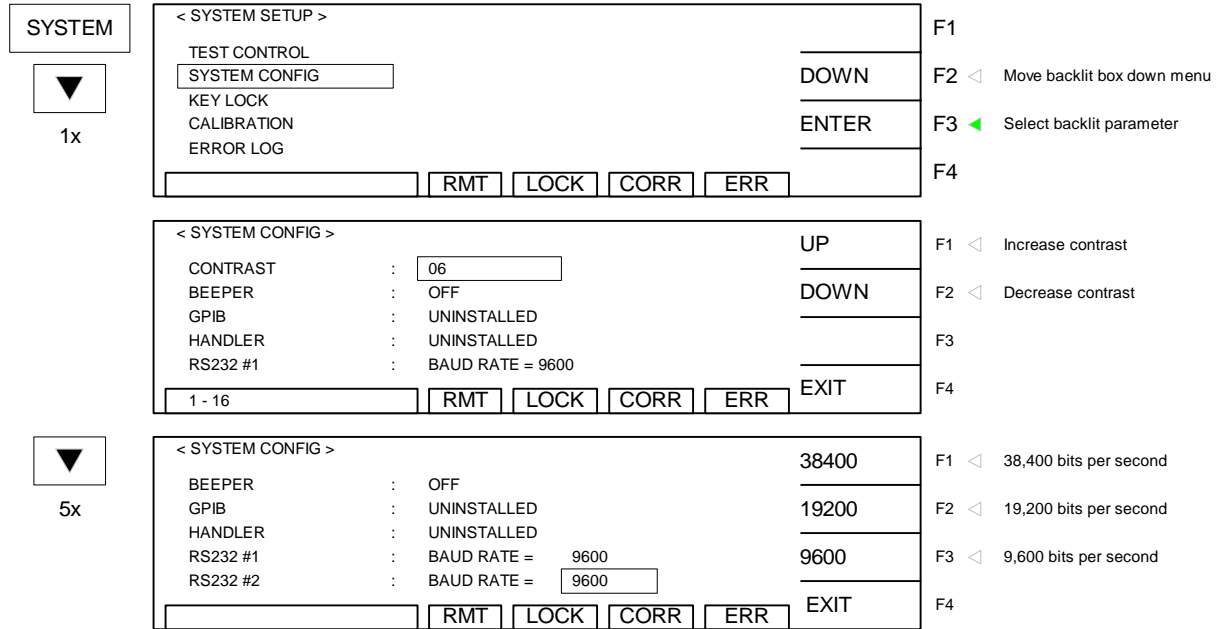 SYSTEM
1x
< SYSTEM SETUP >
TEST CONTROL
SYSTEM CONFIG
KEY LOCK
CALIBRATION
ERROR LOG
RMT LOCK CORR ERR
DOWN
ENTER
F1
F2 Move backlit box down menu
F3 Select backlit parameter
F4
< SYSTEM CONFIG >
CONTRAST : 06
BEEPER : OFF
GPIB : UNINSTALLED
HANDLER : UNINSTALLED
RS232 #1 : BAUD RATE = 9600
1 - 16 RMT LOCK CORR ERR
UP
DOWN
EXIT
F1 Increase contrast
F2 Decrease contrast
F3
F4
5x
< SYSTEM CONFIG >
BEEPER : OFF
GPIB : UNINSTALLED
HANDLER : UNINSTALLED
RS232 #1 : BAUD RATE = 9600
RS232 #2 : BAUD RATE = 9600
RMT LOCK CORR ERR
38400
19200
9600
EXIT
F1 38,400 bits per second
F2 19,200 bits per second
F3 9,600 bits per second
F4